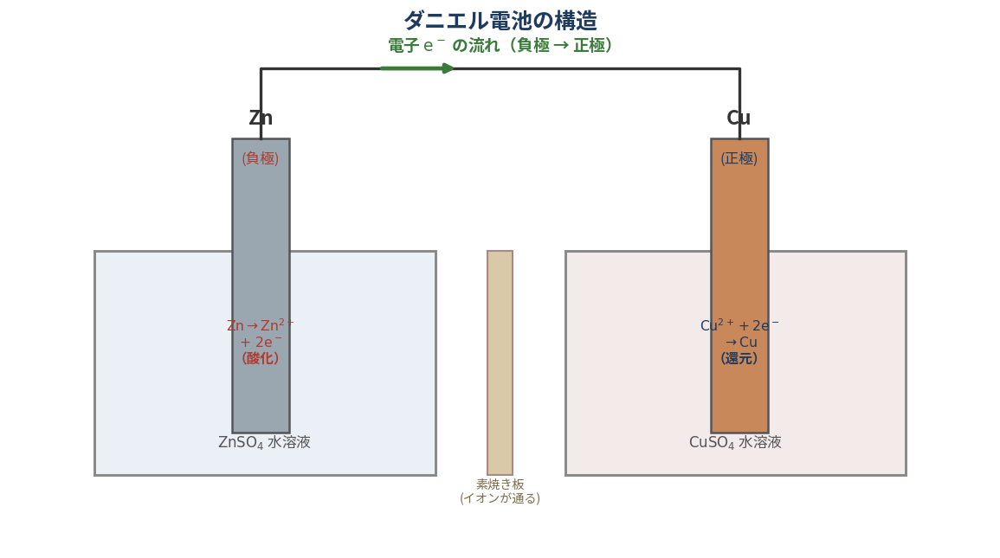 ダニエル電池の構造
電子 e⁻ の流れ（負極 → 正極）
Zn
Cu
(負極)
(正極)
Zn→Zn²⁺
+ 2e⁻
（酸化）
Cu²⁺ + 2e⁻
→Cu
（還元）
ZnSO₄ 水溶液
CuSO₄ 水溶液
素焼き板
(イオンが通る)